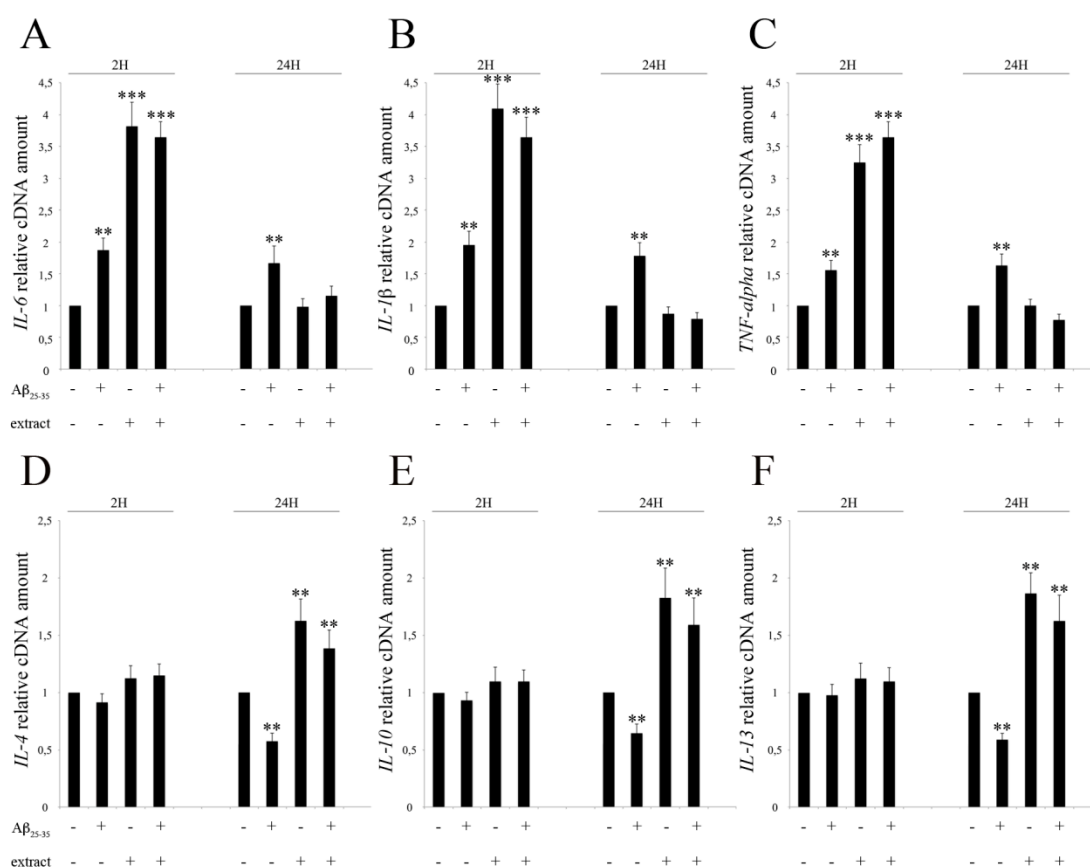 A B C
2H 24H 2H 24H 2H 24H
IL-6 relative cDNA amount
4,5
4
3,5
3
2,5
2
1,5
1
0,5
0
*** *** ** **
IL-1β relative cDNA amount
4,5
4
3,5
3
2,5
2
1,5
1
0,5
0
*** *** ** **
TNF-alpha relative cDNA amount
4,5
4
3,5
3
2,5
2
1,5
1
0,5
0
*** *** ** **
Aβ25-35 - + - + - + - + - + - + - + - + - + - + - + - +
extract - - + + - - + + - - + + - - + + - - + + - - + +
D E F
2H 24H 2H 24H 2H 24H
IL-4 relative cDNA amount
2,5
2
1,5
1
0,5
0
** ** **
IL-10 relative cDNA amount
2,5
2
1,5
1
0,5
0
** ** **
IL-13 relative cDNA amount
2,5
2
1,5
1
0,5
0
** ** **
Aβ25-35 - + - + - + - + - + - + - + - + - + - + - + - +
extract - - + + - - + + - - + + - - + + - - + + - - + +